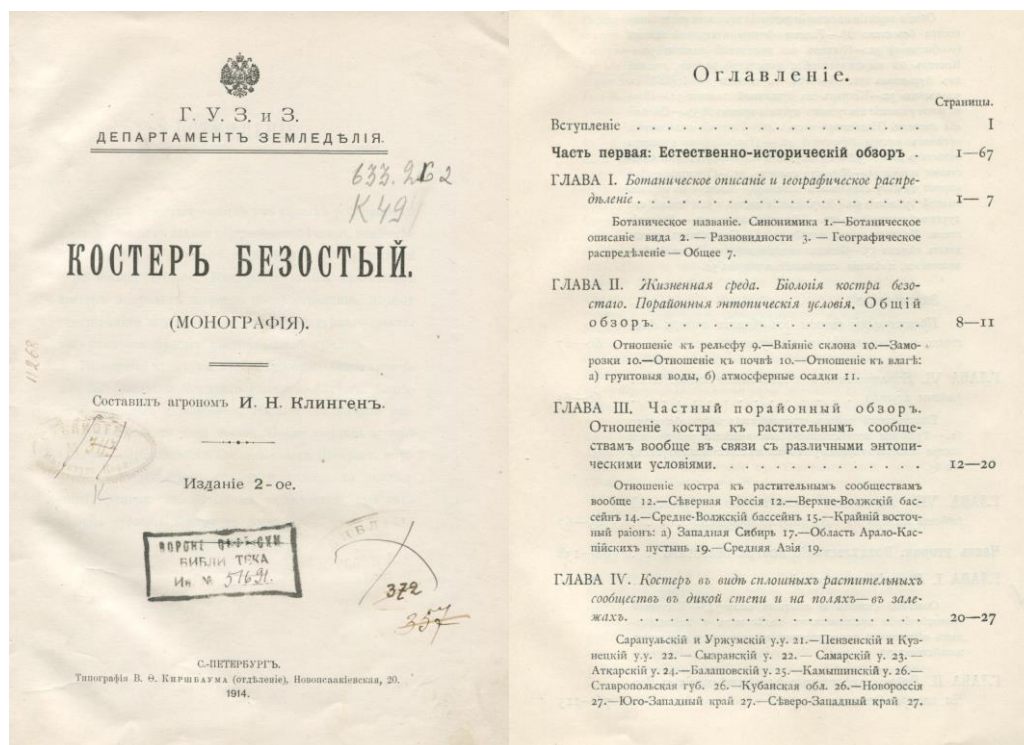 Г. У. З. и З.
ДЕПАРТАМЕНТЪ ЗЕМЛЕДѢЛІЯ.
633.262
К 49
КОСТЕРЪ БЕЗОСТЫЙ.
(МОНОГРАФІЯ).
11268
Составилъ агрономъ И. Н. Клингенъ.
Изданіе 2-ое.
БИБЛИ ТЕКА
Ин. № 51691.
372
357
С.-ПЕТЕРБУРГЪ.
Типографія В. Ѳ. Киршбаума (отдѣленіе), Новоисаакіевская, 20.
1914.
Оглавленіе.
Страницы.
Вступленіе . . . . . . . . . . . . . . . . . . . I
Часть первая: Естественно-историческій обзоръ . 1—67
ГЛАВА I. Ботаническое описаніе и географическое распре-
дѣленіе . . . . . . . . . . . . . . . . . . 1— 7
Ботаническое названіе. Синонимика 1.—Ботаническое
описаніе вида 2. — Разновидности 3. — Географическое
распредѣленіе — Общее 7.
ГЛАВА II. Жизненная среда. Біологія костра безо-
стаго. Порайонныя энтопическія условія. Общій
обзоръ. . . . . . . . . . . . . . . . . . 8—11
Отношеніе къ рельефу 9.—Вліяніе склона 10.—Замо-
розки 10.—Отношеніе къ почвѣ 10.—Отношеніе къ влагѣ:
а) грунтовыя воды, б) атмосферные осадки 11.
ГЛАВА III. Частный порайонный обзоръ.
Отношеніе костра къ растительнымъ сообще-
ствамъ вообще въ связи съ различными энтопи-
ческими условіями. . . . . . . . . . . . . . 12—20
Отношеніе костра къ растительнымъ сообществамъ
вообще 12.—Сѣверная Россія 12.—Верхне-Волжскій бас-
сейнъ 14.—Средне-Волжскій бассейнъ 15.—Крайній восточ-
ный раіонъ: а) Западная Сибирь 17.—Область Арало-Кас-
пійскихъ пустынь 19.—Средняя Азія 19.
ГЛАВА IV. Костеръ въ видѣ сплошныхъ растительныхъ
сообществъ въ дикой степи и на поляхъ—въ зале-
жахъ. . . . . . . . . . . . . . . . . . . 20—27
Сарапульскій и Уржумскій у.у. 21.—Пензенскій и Куз-
нецкій у.у. 22. — Сызранскій у. 22. — Самарскій у. 23. —
Аткарскій у. 24.—Балашовскій у. 25.—Камышинскій у. 26.—
Ставропольская губ. 26.—Кубанская обл. 26.—Новороссія
27.—Юго-Западный край 27.—Сѣверо-Западный край 27.